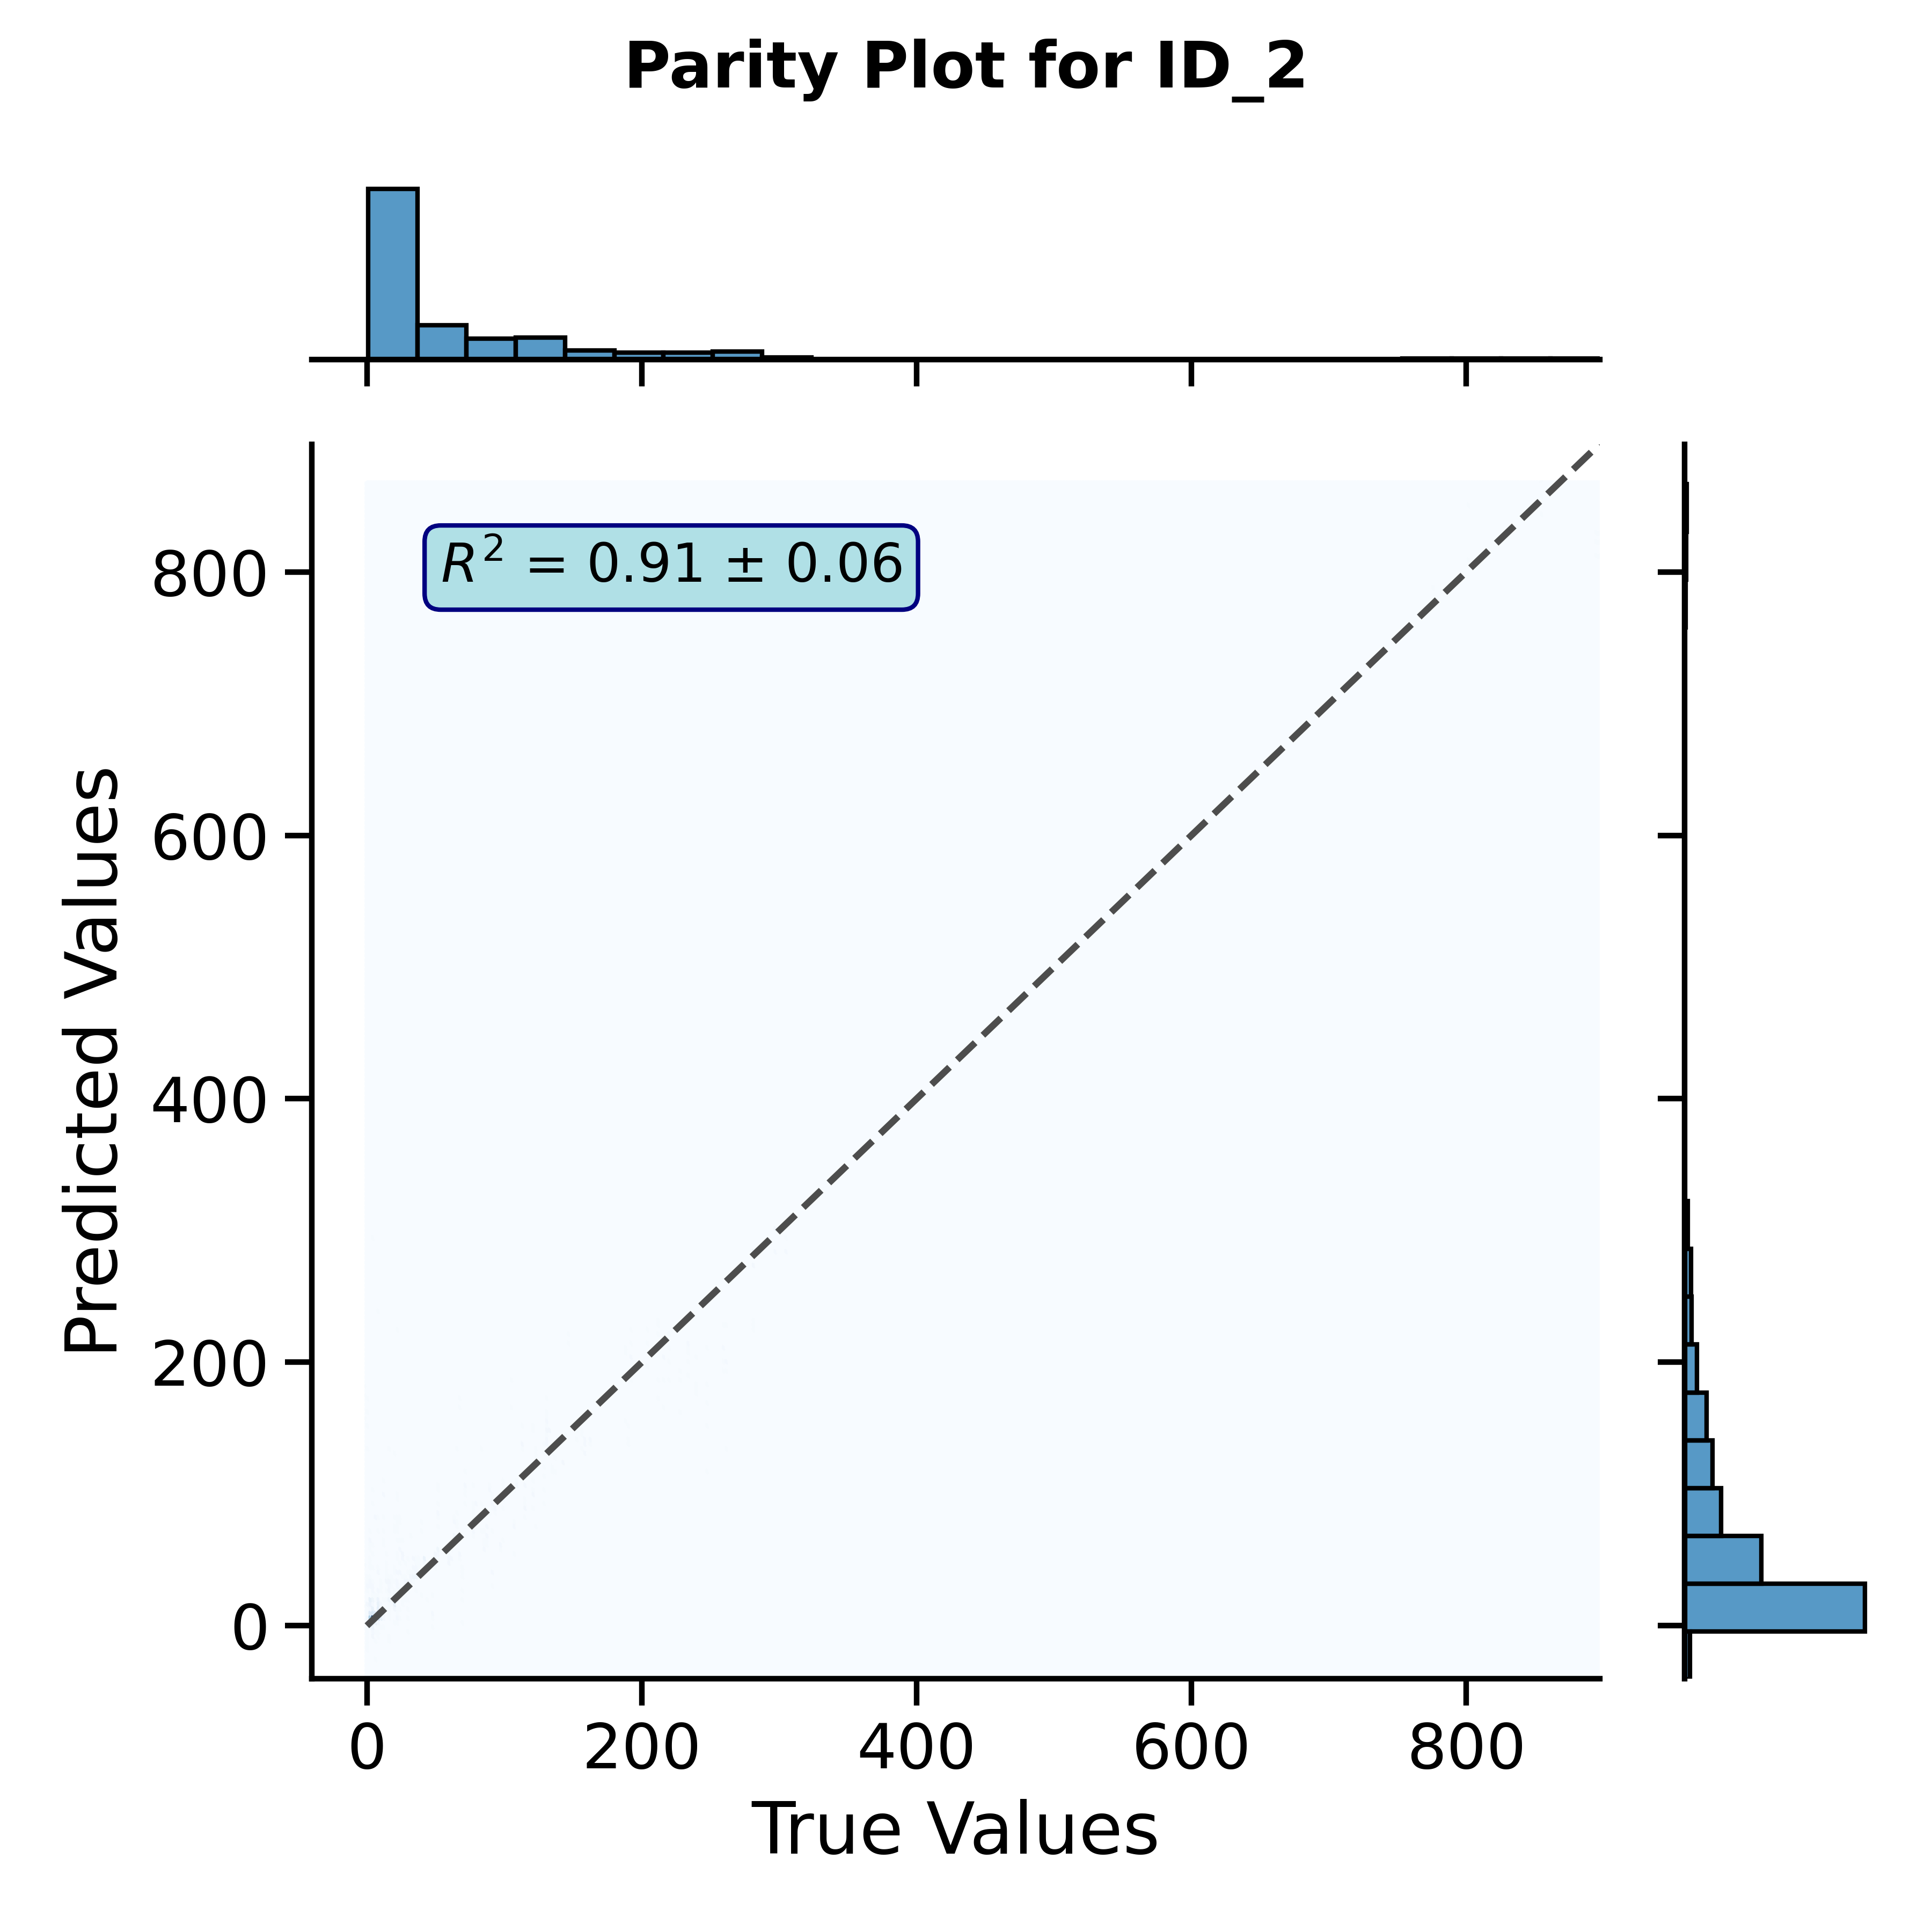 Parity Plot for ID_2
R² = 0.91 ± 0.06
800
600
400
200
0
Predicted Values
0 200 400 600 800
True Values